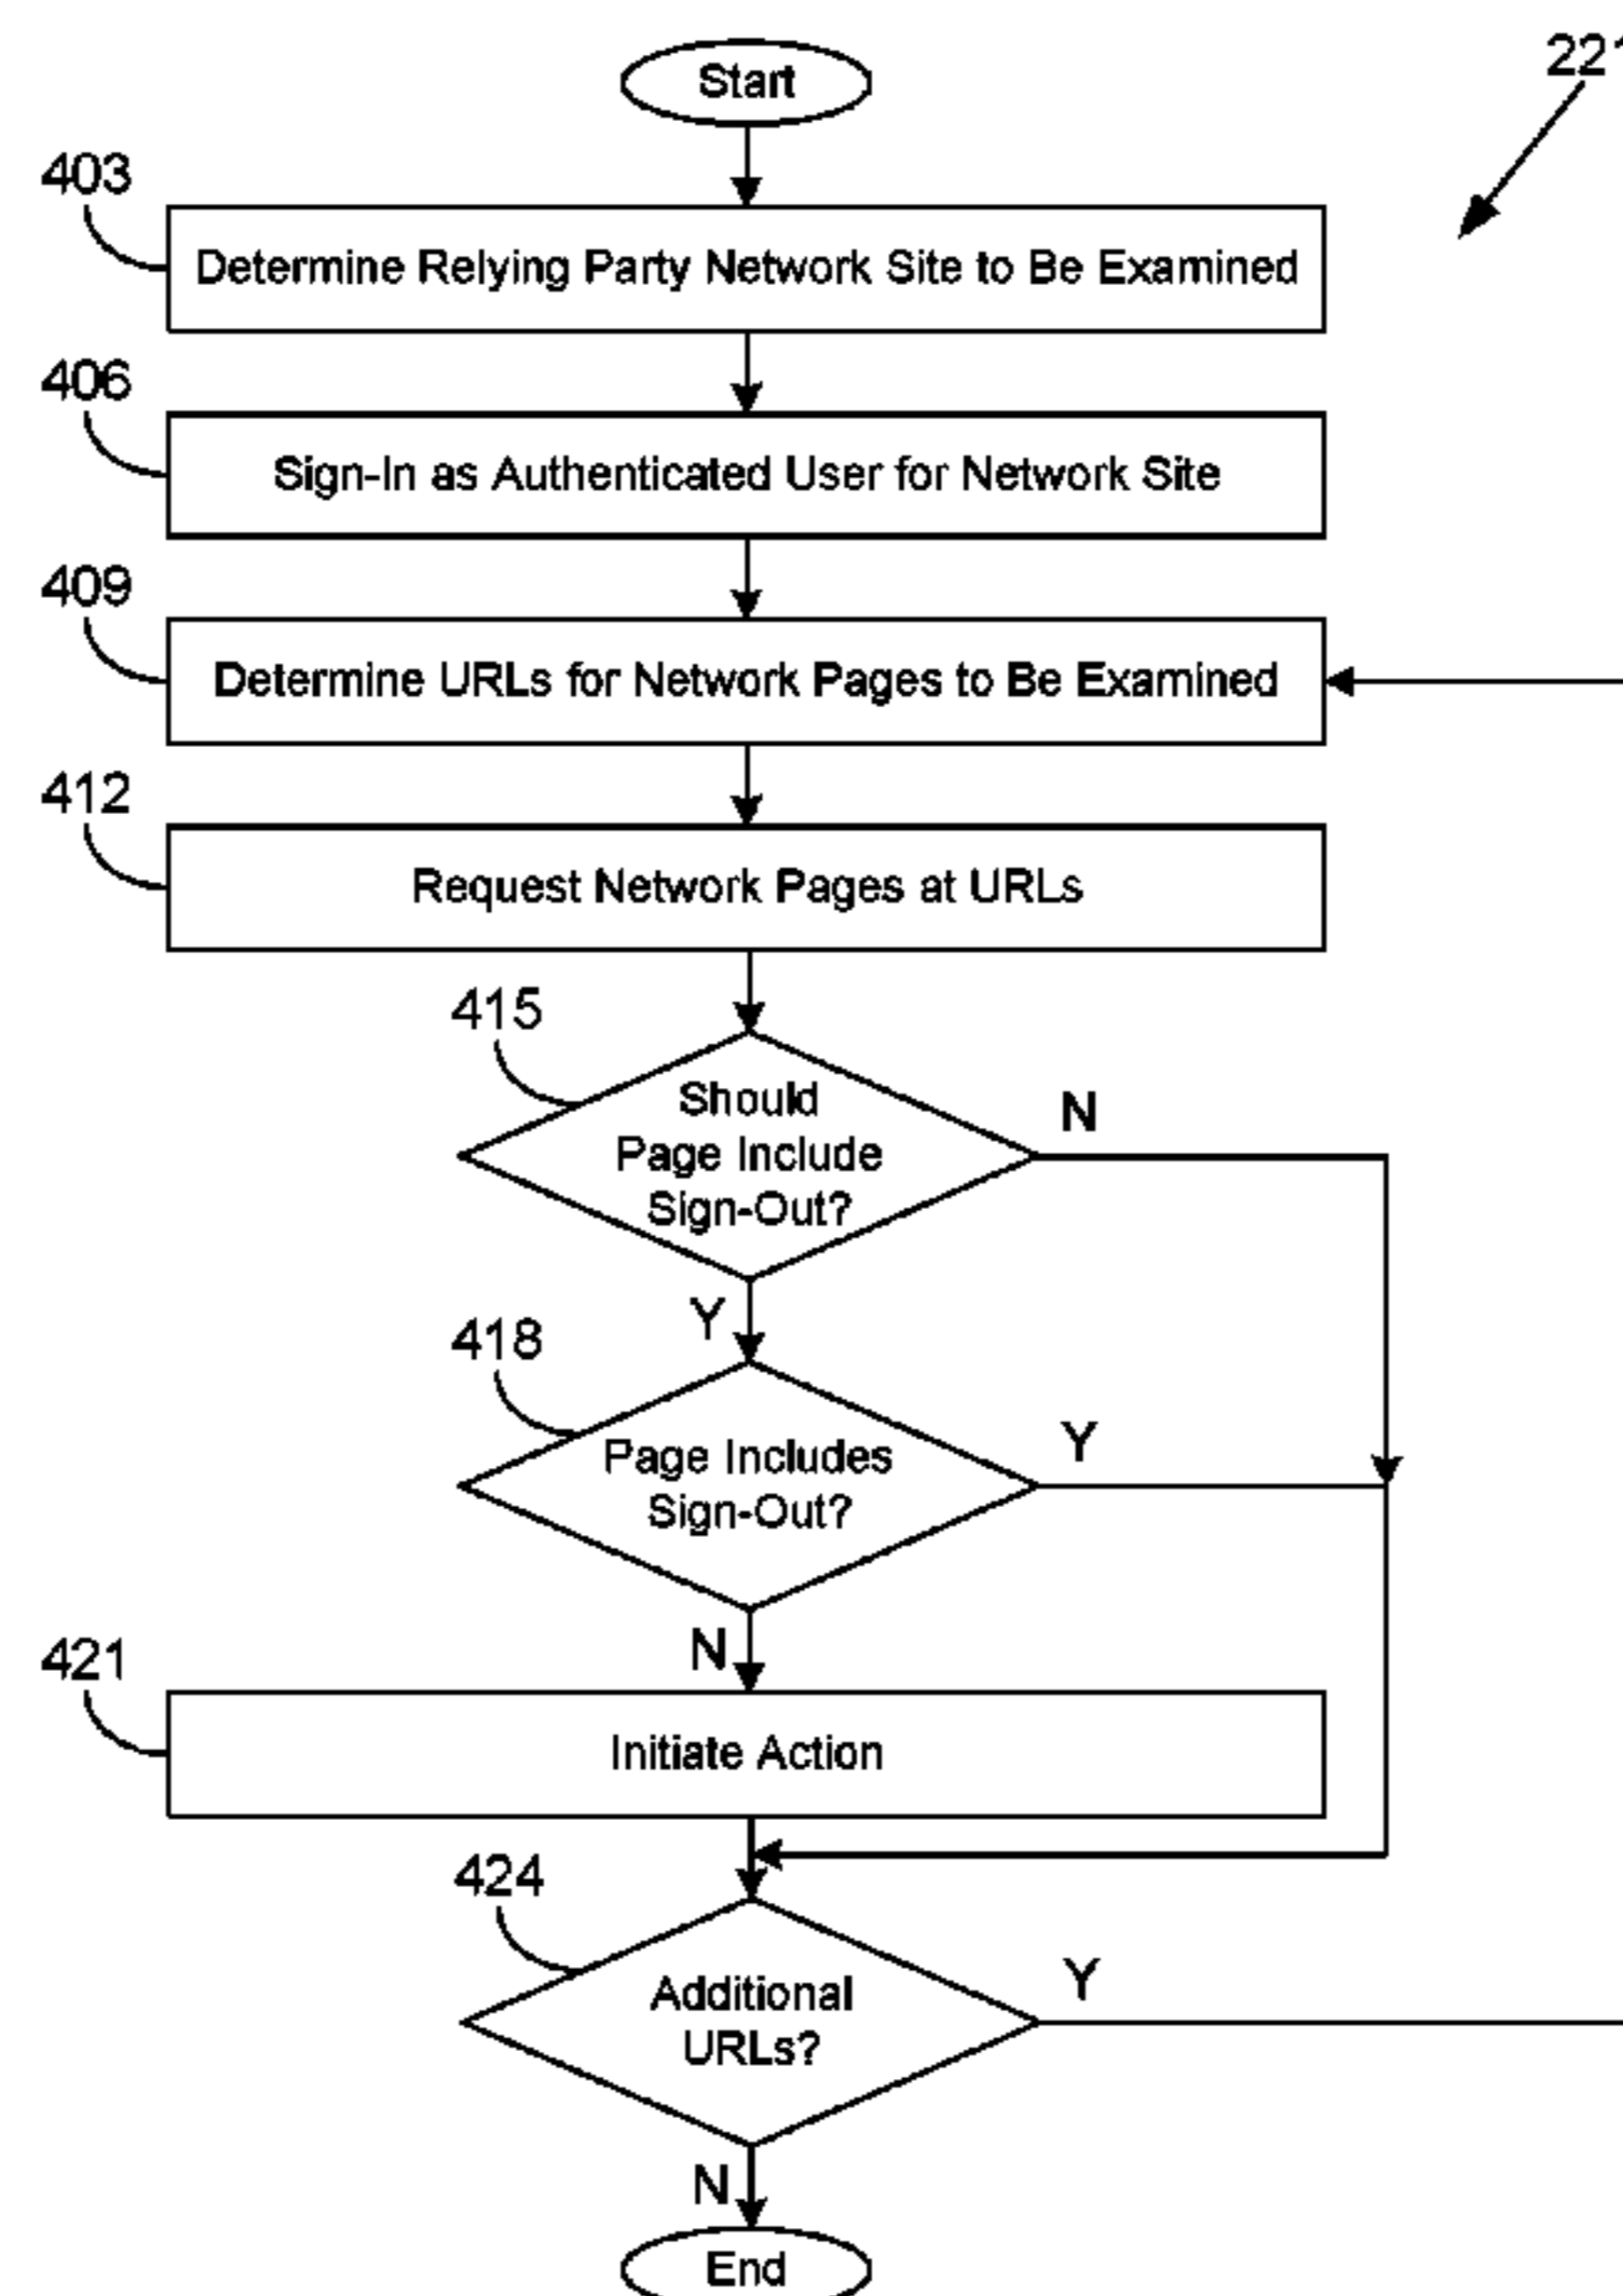 Start
221
403
Determine Relying Party Network Site to Be Examined
406
Sign-In as Authenticated User for Network Site
409
Determine URLs for Network Pages to Be Examined
412
Request Network Pages at URLs
415
Should
Page Include
Sign-Out?
N
Y
418
Page Includes
Sign-Out?
Y
N
421
Initiate Action
424
Additional
URLs?
Y
N
End